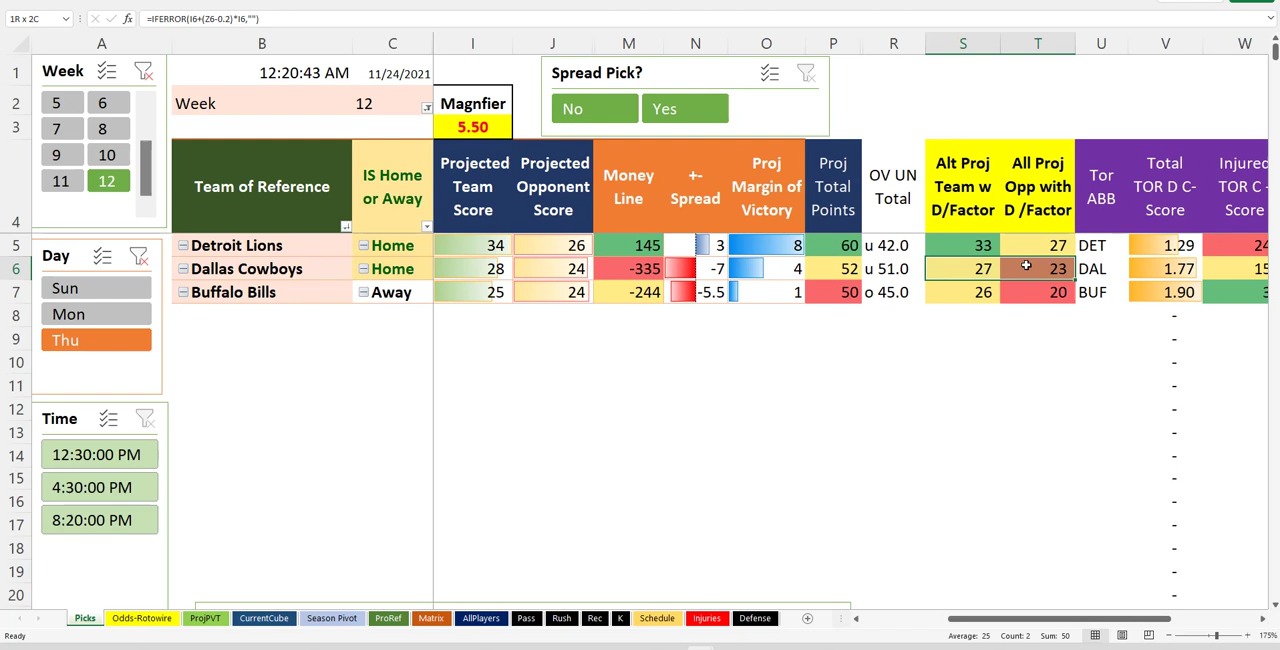 1R x 2C
fx
=IFERROR(I6+(Z6-0.2)*I6,"")
A B C I J M N O P R S T U V W
1 Week 12:20:43 AM 11/24/2021 Spread Pick?
2 5 6 Week 12 Magnfier No Yes
3 7 8 5.50
9 10
11 12
4 Team of Reference IS Home or Away Projected Team Score Projected Opponent Score Money Line +- Spread Proj Margin of Victory Proj Total Points OV UN Total Alt Proj Team w D/Factor All Proj Opp with D /Factor Tor ABB Total TOR D C- Score Injured TOR C - Score
5 Detroit Lions Home 34 26 145 3 8 60 u 42.0 33 27 DET 1.29 24
6 Day Dallas Cowboys Home 28 24 -335 -7 4 52 u 51.0 27 23 DAL 1.77 15
7 Sun Buffalo Bills Away 25 24 -244 -5.5 1 50 o 45.0 26 20 BUF 1.90
8 Mon -
9 Thu -
10 -
11 -
12 -
13 Time -
14 12:30:00 PM -
15 4:30:00 PM -
16 -
17 8:20:00 PM -
18 -
19 -
20 -
Picks Odds-Rotowire ProjPVT CurrentCube Season Pivot ProRef Matrix AllPlayers Pass Rush Rec K Schedule Injuries Defense
Ready Average: 25 Count: 2 Sum: 50 175%